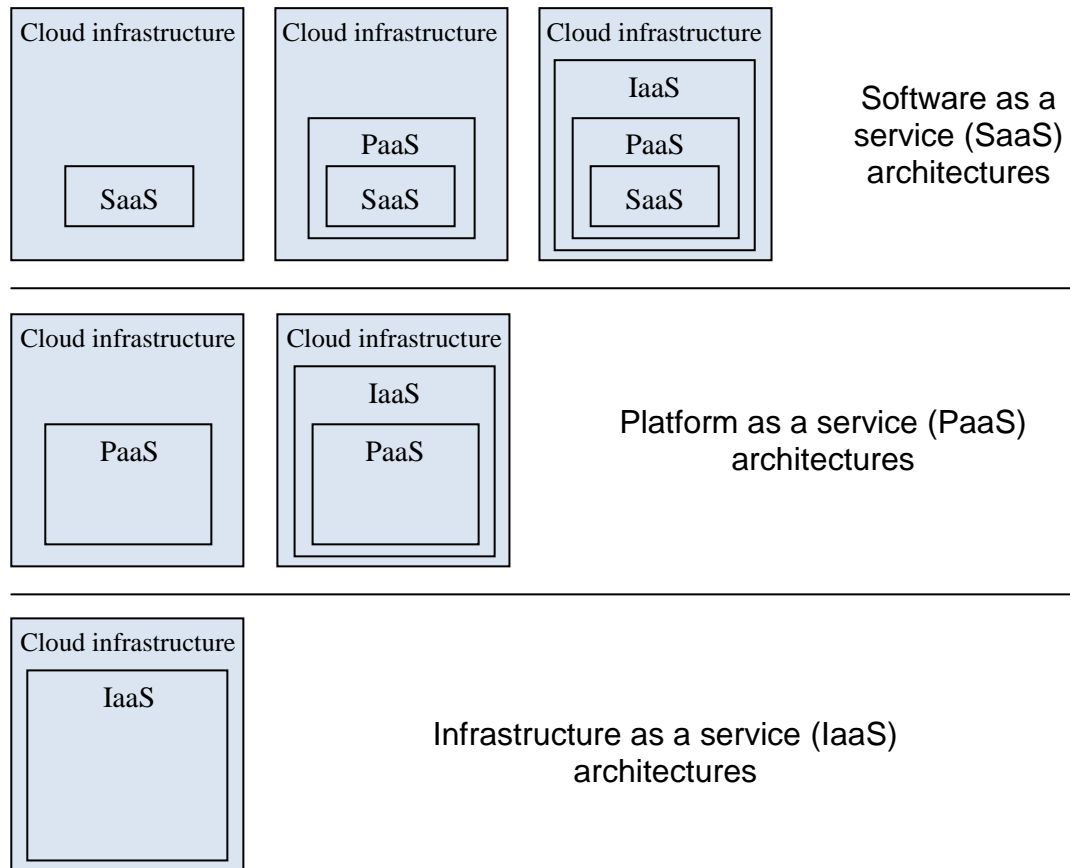 Cloud infrastructure
SaaS
Cloud infrastructure
PaaS
SaaS
Cloud infrastructure
IaaS
PaaS
SaaS
Software as a
service (SaaS)
architectures
Cloud infrastructure
PaaS
Cloud infrastructure
IaaS
PaaS
Platform as a service (PaaS)
architectures
Cloud infrastructure
IaaS
Infrastructure as a service (IaaS)
architectures